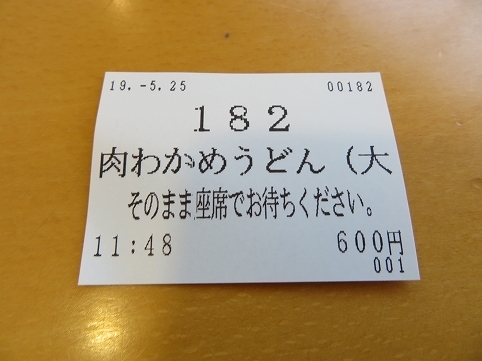 19.-5.25 00182
182
肉わかめうどん（大
そのまま座席でお待ちください。
11:48 600円
001